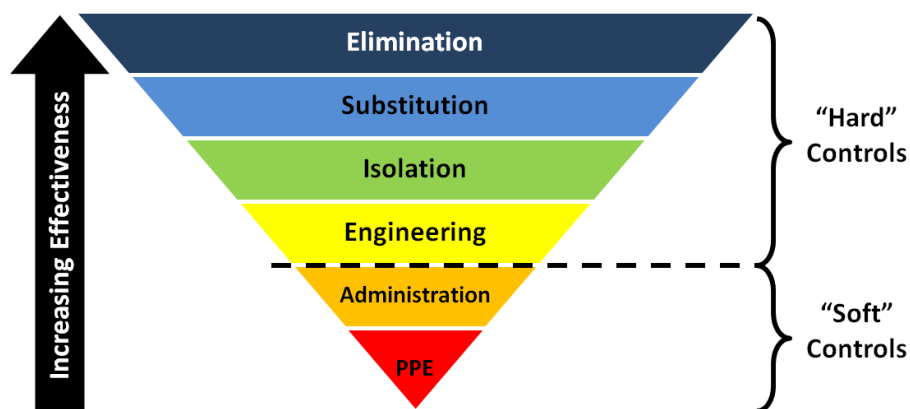 Increasing Effectiveness
Elimination
Substitution
Isolation
Engineering
Administration
PPE
“Hard”
Controls
“Soft”
Controls